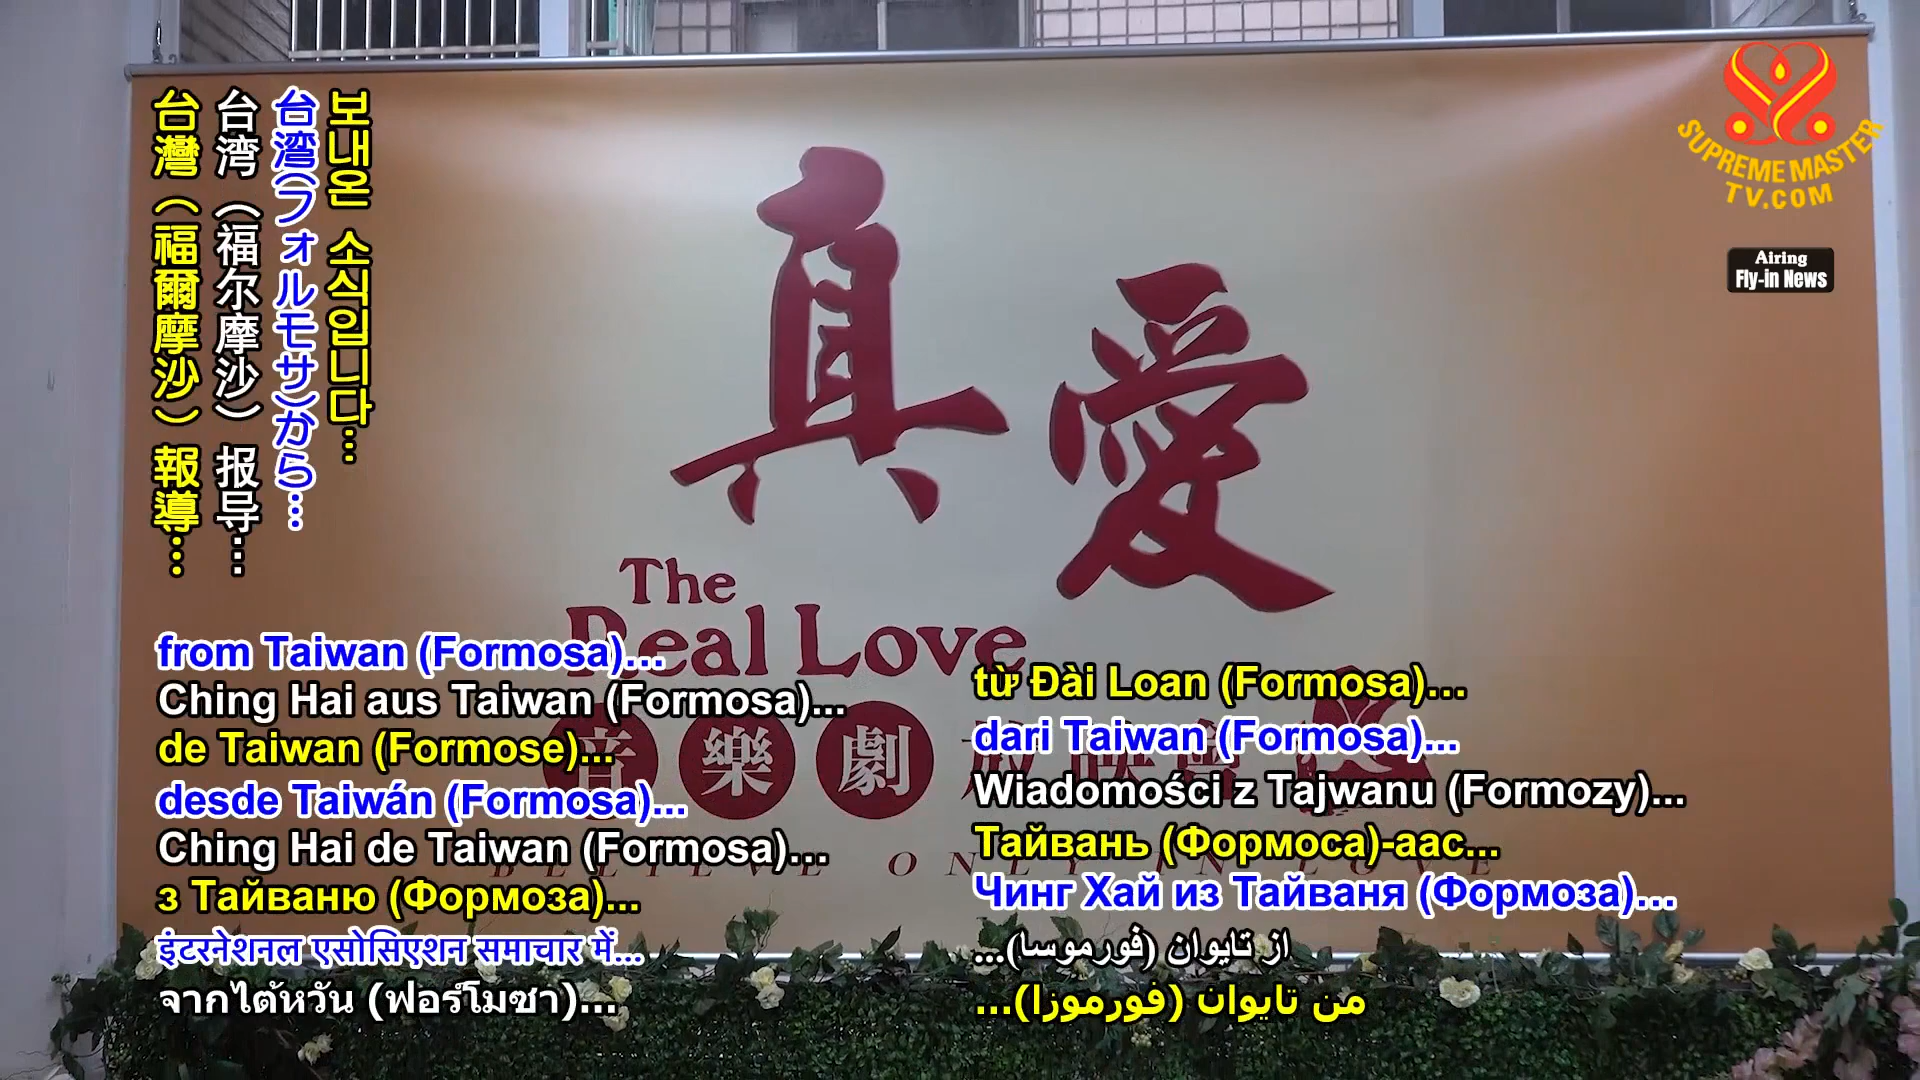 台灣（福爾摩沙）報導…
台湾（福尔摩沙）报导…
台湾(フォルモサ)から…
보내온 소식입니다…
SUPREME MASTER
TV.COM
Airing
Fly-in News
真愛
The
Real Love
音樂劇
BELIEVE ONLY IN LOVE
from Taiwan (Formosa)…
Ching Hai aus Taiwan (Formosa)...
de Taiwan (Formose)...
desde Taiwán (Formosa)...
Ching Hai de Taiwan (Formosa)…
з Тайваню (Формоза)...
इंटरनेशनल एसोसिएशन समाचार में...
จากไต้หวัน (ฟอร์โมซา)...
từ Đài Loan (Formosa)…
dari Taiwan (Formosa)...
Wiadomości z Tajwanu (Formozy)...
Тайвань (Формоса)-аас...
Чинг Хай из Тайваня (Формоза)…
از تایوان (فورموسا)...
من تايوان (فورموزا)...